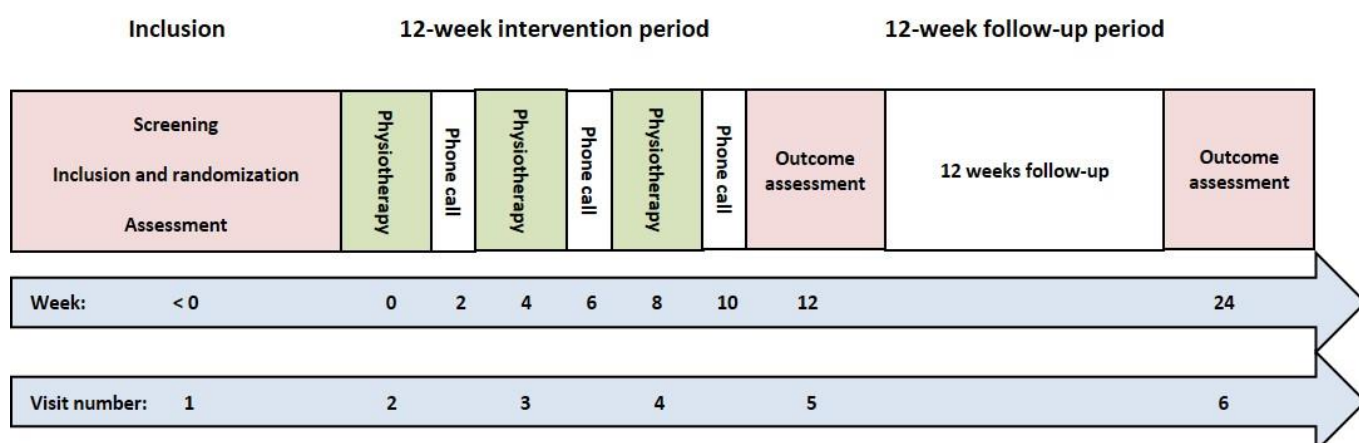 Inclusion
12-week intervention period
12-week follow-up period
Screening
Inclusion and randomization
Assessment
Physiotherapy
Phone call
Physiotherapy
Phone call
Physiotherapy
Phone call
Outcome
assessment
12 weeks follow-up
Outcome
assessment
Week: < 0 0 2 4 6 8 10 12 24
Visit number: 1 2 3 4 5 6